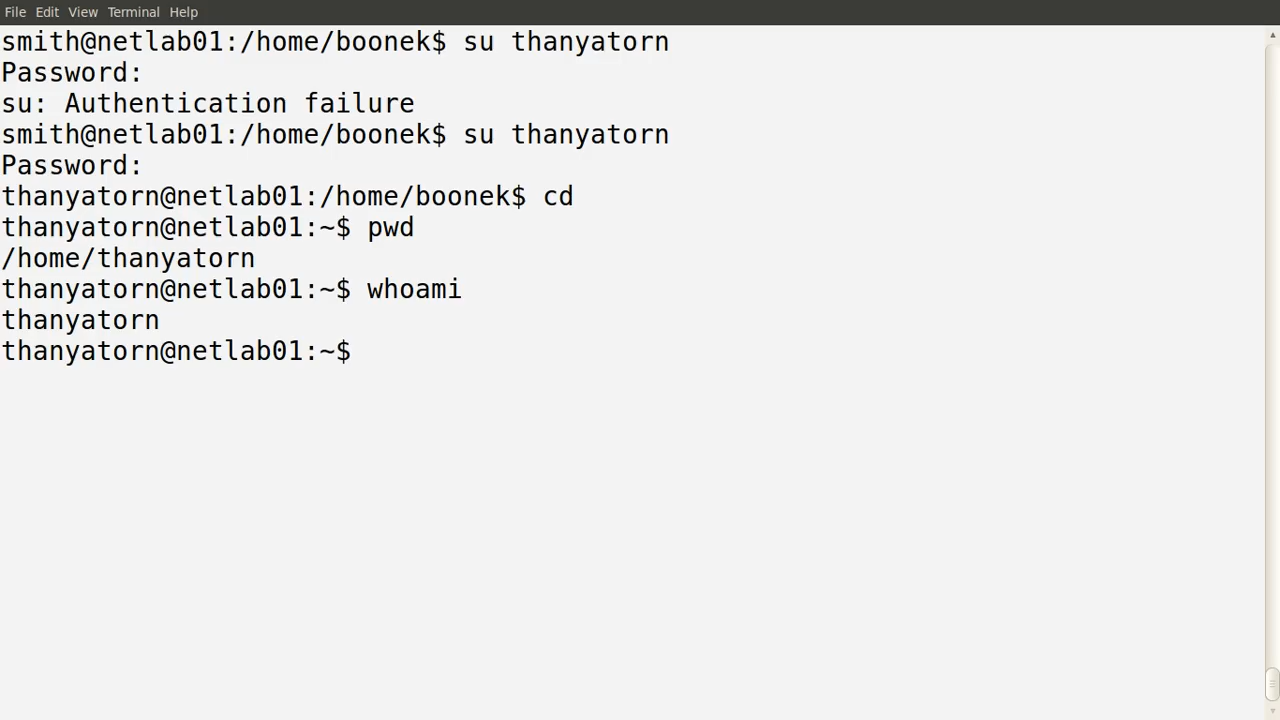 File Edit View Terminal Help
smith@netlab01:/home/boonek$ su thanyatorn
Password:
su: Authentication failure
smith@netlab01:/home/boonek$ su thanyatorn
Password:
thanyatorn@netlab01:/home/boonek$ cd
thanyatorn@netlab01:~$ pwd
/home/thanyatorn
thanyatorn@netlab01:~$ whoami
thanyatorn
thanyatorn@netlab01:~$